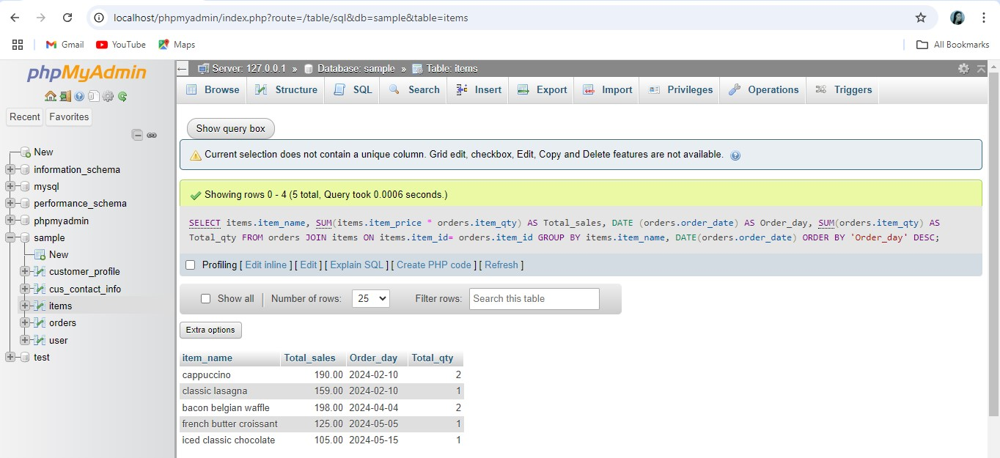 localhost/phpmyadmin/index.php?route=/table/sql&db=sample&table=items
Gmail YouTube Maps All Bookmarks
phpMyAdmin
Recent Favorites
New
information_schema
mysql
performance_schema
phpmyadmin
sample
New
customer_profile
cus_contact_info
items
orders
user
test
Server: 127.0.0.1 » Database: sample » Table: items
Browse Structure SQL Search Insert Export Import Privileges Operations Triggers
Show query box
Current selection does not contain a unique column. Grid edit, checkbox, Edit, Copy and Delete features are not available.
Showing rows 0 - 4 (5 total, Query took 0.0006 seconds.)
SELECT items.item_name, SUM(items.item_price * orders.item_qty) AS Total_sales, DATE (orders.order_date) AS Order_day, SUM(orders.item_qty) AS
Total_qty FROM orders JOIN items ON items.item_id= orders.item_id GROUP BY items.item_name, DATE(orders.order_date) ORDER BY 'Order_day' DESC;
Profiling [ Edit inline ] [ Edit ] [ Explain SQL ] [ Create PHP code ] [ Refresh ]
Show all Number of rows: 25 Filter rows: Search this table
Extra options
item_name Total_sales Order_day Total_qty
cappuccino 190.00 2024-02-10 2
classic lasagna 159.00 2024-02-10 1
bacon belgian waffle 198.00 2024-04-04 2
french butter croissant 125.00 2024-05-05 1
iced classic chocolate 105.00 2024-05-15 1